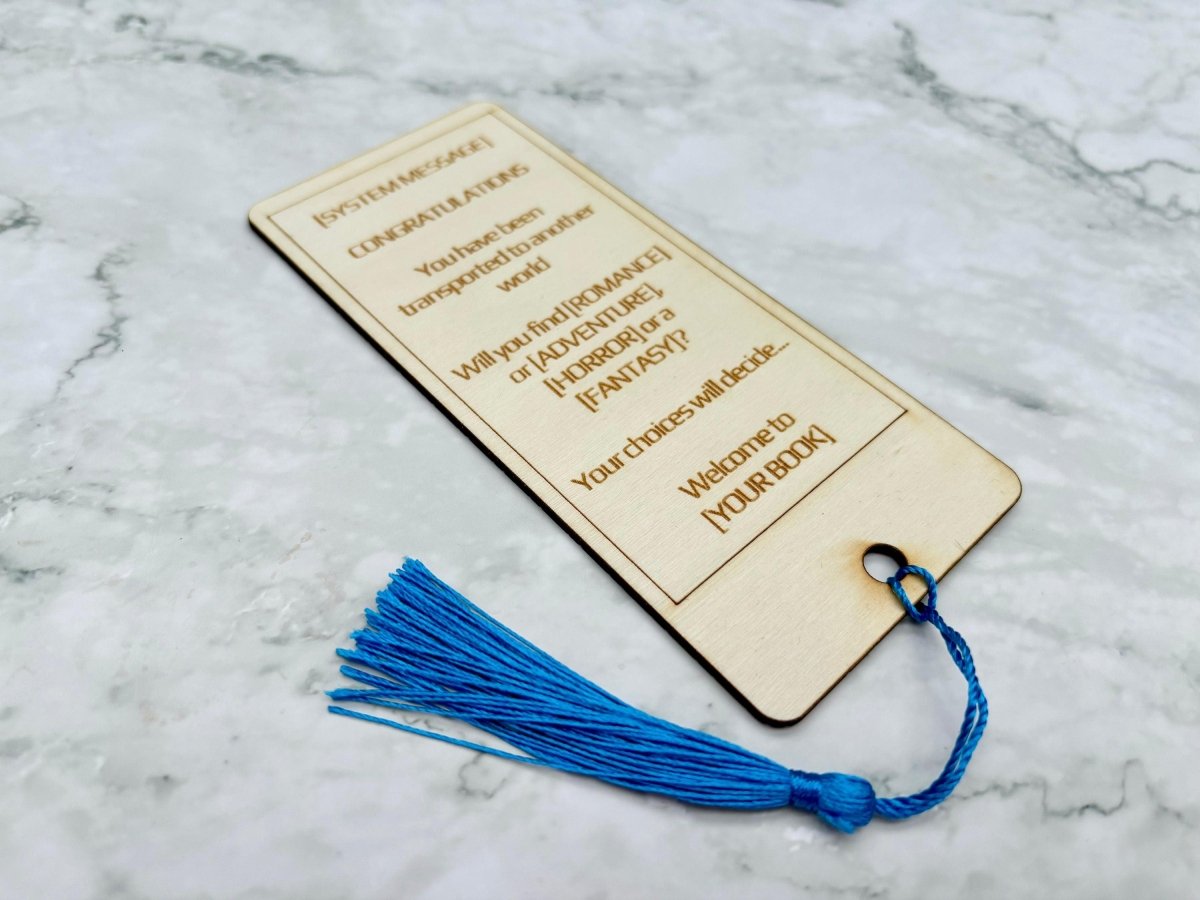 [SYSTEM MESSAGE]
CONGRATULATIONS
You have been
transported to another
world
Will you find [ROMANCE]
or [ADVENTURE],
[HORROR] or a
[FANTASY]?
Your choices will decide...
Welcome to
[YOUR BOOK]